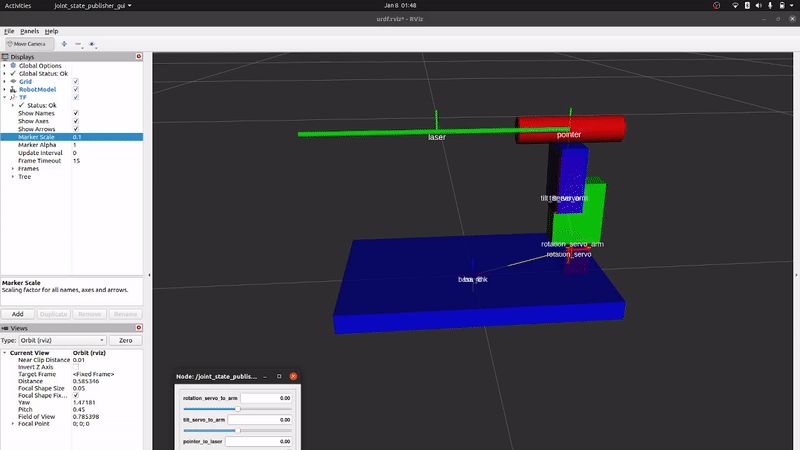 Activities joint_state_publisher_gui Jan 8 01:48
urdf.rviz* - RViz
File Panels Help
Move Camera
Displays
Global Options
Global Status: Ok
Grid
RobotModel
TF
Status: Ok
Show Names
Show Axes
Show Arrows
Marker Scale 0.1
Marker Alpha 1
Update Interval 0
Frame Timeout 15
Frames
Tree
Marker Scale
Scaling factor for all names, axes and arrows.
Add Duplicate Remove Rename
Views
Type: Orbit (rviz) Zero
Current View Orbit (rviz)
Near Clip Distance 0.01
Invert Z Axis
Target Frame <Fixed Frame>
Distance 0.585346
Focal Shape Size 0.05
Focal Shape Fix...
Yaw 1.47181
Pitch 0.45
Field of View 0.785398
Focal Point 0; 0; 0
laser
pointer
rotation_servo_arm
rotation_servo
Node: /joint_state_publis...
rotation_servo_to_arm 0.00
tilt_servo_to_arm 0.00
pointer_to_laser 0.00